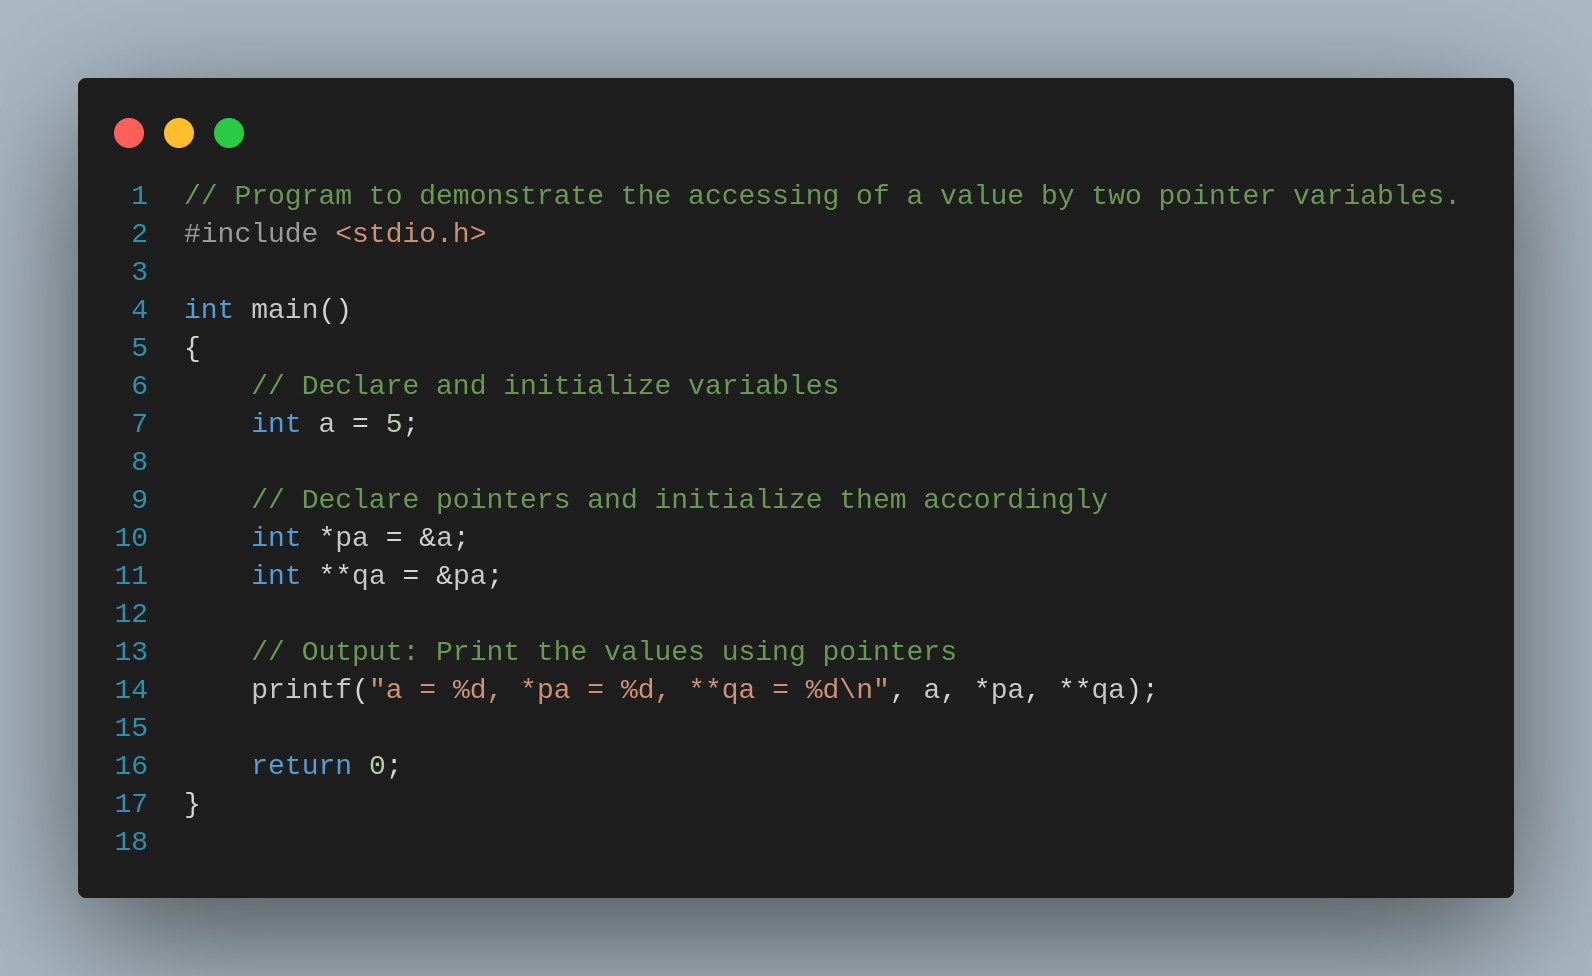 1 // Program to demonstrate the accessing of a value by two pointer variables.
2 #include <stdio.h>
3
4 int main()
5 {
6     // Declare and initialize variables
7     int a = 5;
8
9     // Declare pointers and initialize them accordingly
10     int *pa = &a;
11     int **qa = &pa;
12
13     // Output: Print the values using pointers
14     printf("a = %d, *pa = %d, **qa = %d\n", a, *pa, **qa);
15
16     return 0;
17 }
18